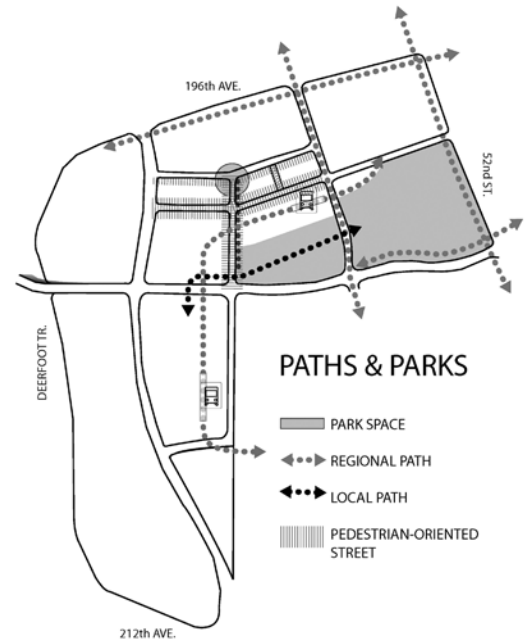 196th AVE.
52nd ST.
DEERFOOT TR.
PATHS & PARKS
PARK SPACE
REGIONAL PATH
LOCAL PATH
PEDESTRIAN-ORIENTED
STREET
212th AVE.